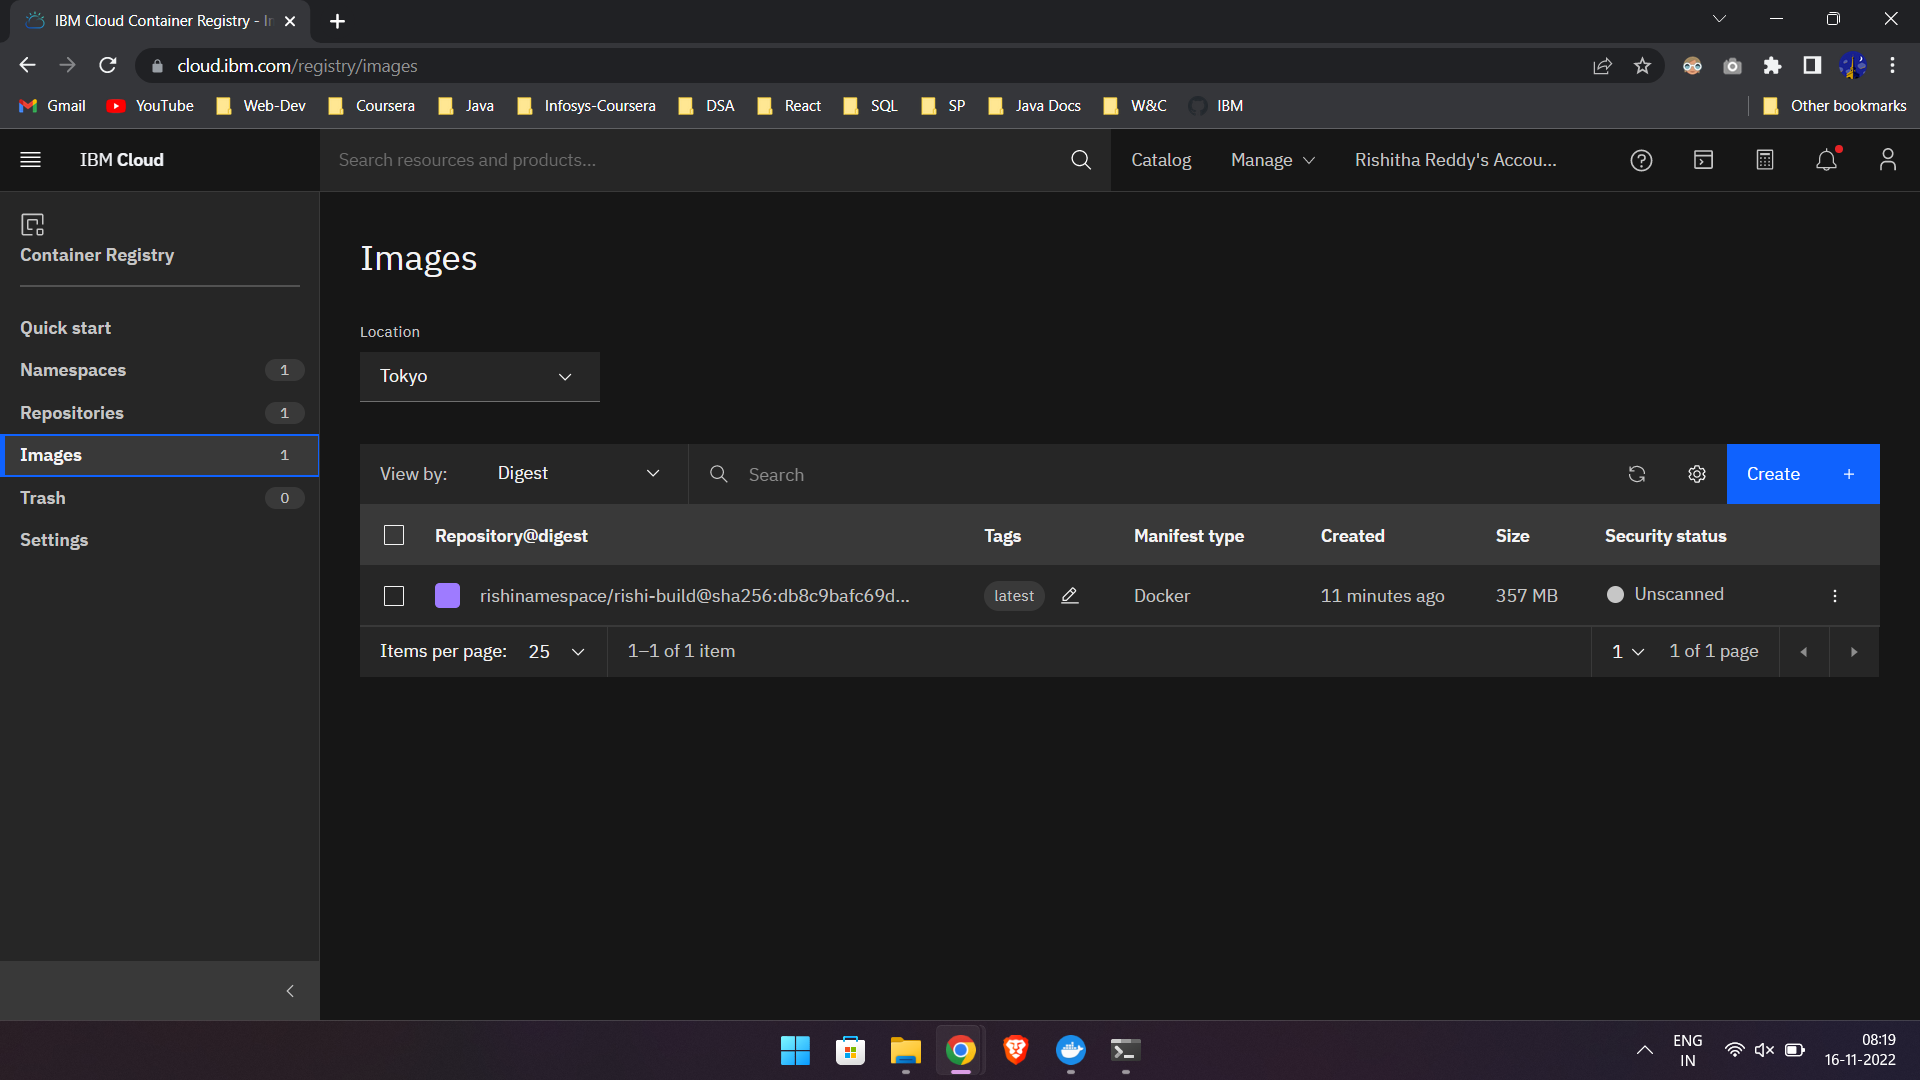 IBM Cloud Container Registry - I
cloud.ibm.com/registry/images
Gmail YouTube Web-Dev Coursera Java Infosys-Coursera DSA React SQL SP Java Docs W&C IBM Other bookmarks
IBM Cloud Search resources and products... Catalog Manage Rishitha Reddy's Accou...
Container Registry
Quick start
Namespaces 1
Repositories 1
Images 1
Trash 0
Settings
Images
Location
Tokyo
View by: Digest Search Create +
Repository@digest Tags Manifest type Created Size Security status
rishinamespace/rishi-build@sha256:db8c9bafc69d... latest Docker 11 minutes ago 357 MB Unscanned
Items per page: 25 1–1 of 1 item 1 1 of 1 page
ENG
IN
08:19
16-11-2022